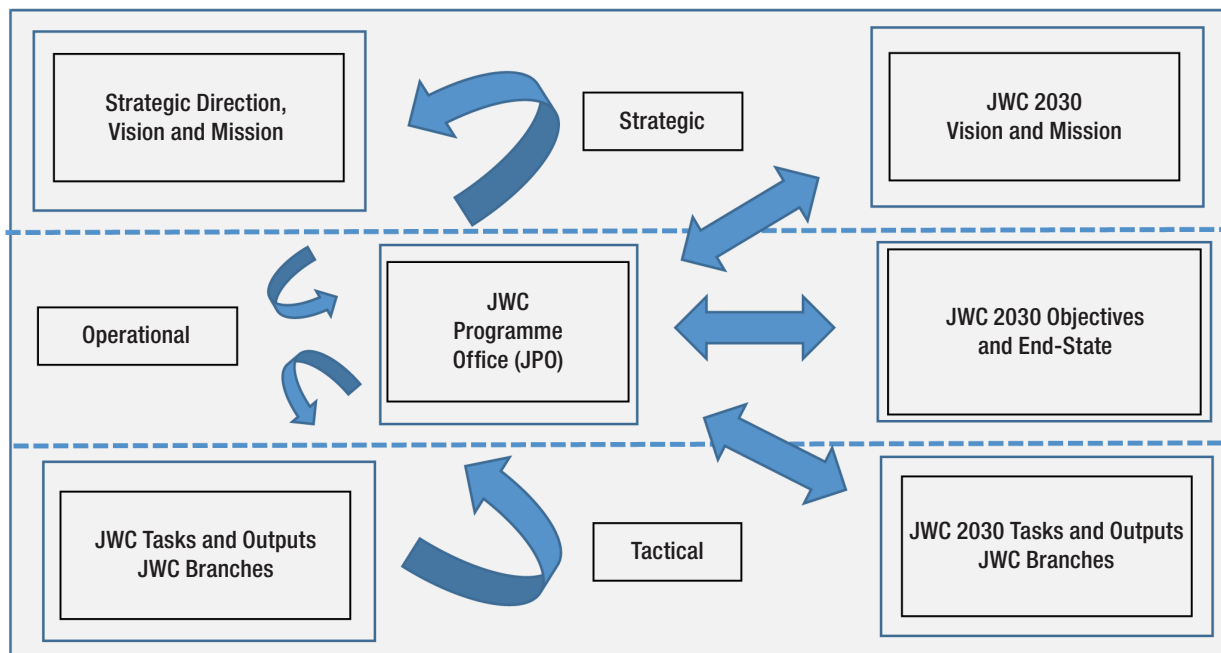 Strategic Direction,
Vision and Mission
Strategic
JWC 2030
Vision and Mission
Operational
JWC
Programme
Office (JPO)
JWC 2030 Objectives
and End-State
JWC Tasks and Outputs
JWC Branches
Tactical
JWC 2030 Tasks and Outputs
JWC Branches